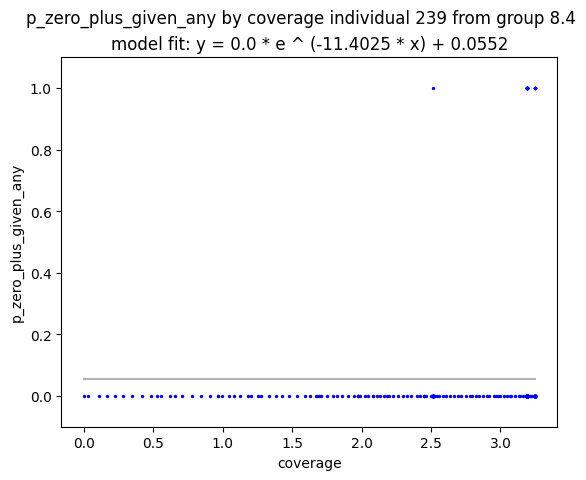 p_zero_plus_given_any by coverage individual 239 from group 8.4
model fit: y = 0.0 * e ^ (-11.4025 * x) + 0.0552
1.0
0.8
0.6
0.4
0.2
0.0
p_zero_plus_given_any
0.0 0.5 1.0 1.5 2.0 2.5 3.0
coverage